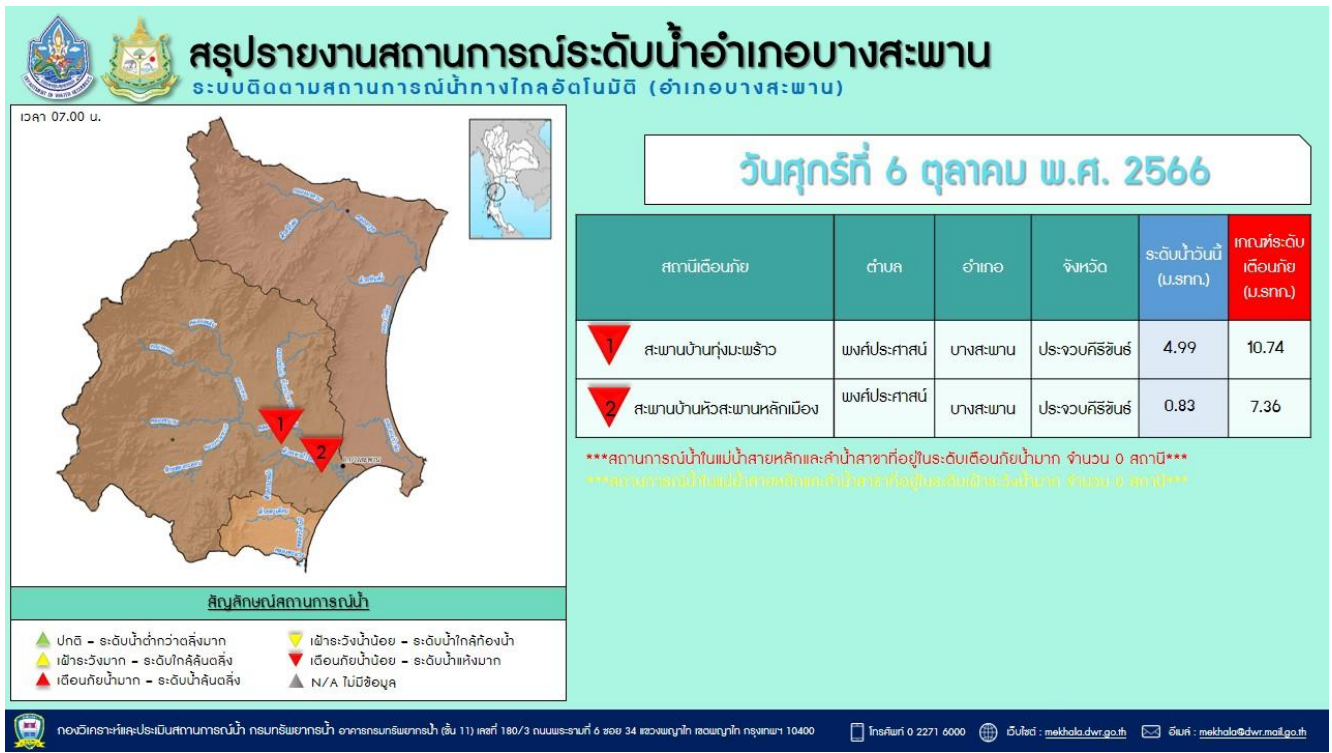 สรุปรายงานสถานการณ์ระดับน้ำอำเภอบางสะพาน
ระบบติดตามสถานการณ์น้ำทางไกลอัตโนมัติ (อำเภอบางสะพาน)
เวลา 07.00 น.
วันศุกร์ที่ 6 ตุลาคม พ.ศ. 2566
สถานีเตือนภัย ตำบล อำเภอ จังหวัด ระดับน้ำวันนี้ (ม.รทก.) เกณฑ์ระดับเตือนภัย (ม.รทก.)
1 สะพานบ้านทุ่งมะพร้าว พงศ์ประศาสน์ บางสะพาน ประจวบคีรีขันธ์ 4.99 10.74
2 สะพานบ้านหัวสะพานหลักเมือง พงศ์ประศาสน์ บางสะพาน ประจวบคีรีขันธ์ 0.83 7.36
***สถานการณ์น้ำในแม่น้ำสายหลักและลำน้ำสาขาที่อยู่ในระดับเตือนภัยน้ำมาก จำนวน 0 สถานี***
***สถานการณ์น้ำในแม่น้ำสายหลักและลำน้ำสาขาที่อยู่ในระดับเฝ้าระวังน้ำมาก จำนวน 0 สถานี***
1
2
สัญลักษณ์สถานการณ์น้ำ
ปกติ - ระดับน้ำต่ำกว่าตลิ่งมาก
เฝ้าระวังมาก - ระดับใกล้ล้นตลิ่ง
เตือนภัยน้ำมาก - ระดับน้ำล้นตลิ่ง
เฝ้าระวังน้ำน้อย - ระดับน้ำใกล้ท้องน้ำ
เตือนภัยน้ำน้อย - ระดับน้ำแห้งมาก
N/A ไม่มีข้อมูล
กองวิเคราะห์และประเมินสถานการณ์น้ำ กรมทรัพยากรน้ำ อาคารกรมทรัพยากรน้ำ (ชั้น 11) เลขที่ 180/3 ถนนพระรามที่ 6 ซอย 34 แขวงพญาไท เขตพญาไท กรุงเทพฯ 10400 โทรศัพท์ 0 2271 6000 เว็บไซต์ : mekhala.dwr.go.th อีเมล์ : mekhala@dwr.mail.go.th